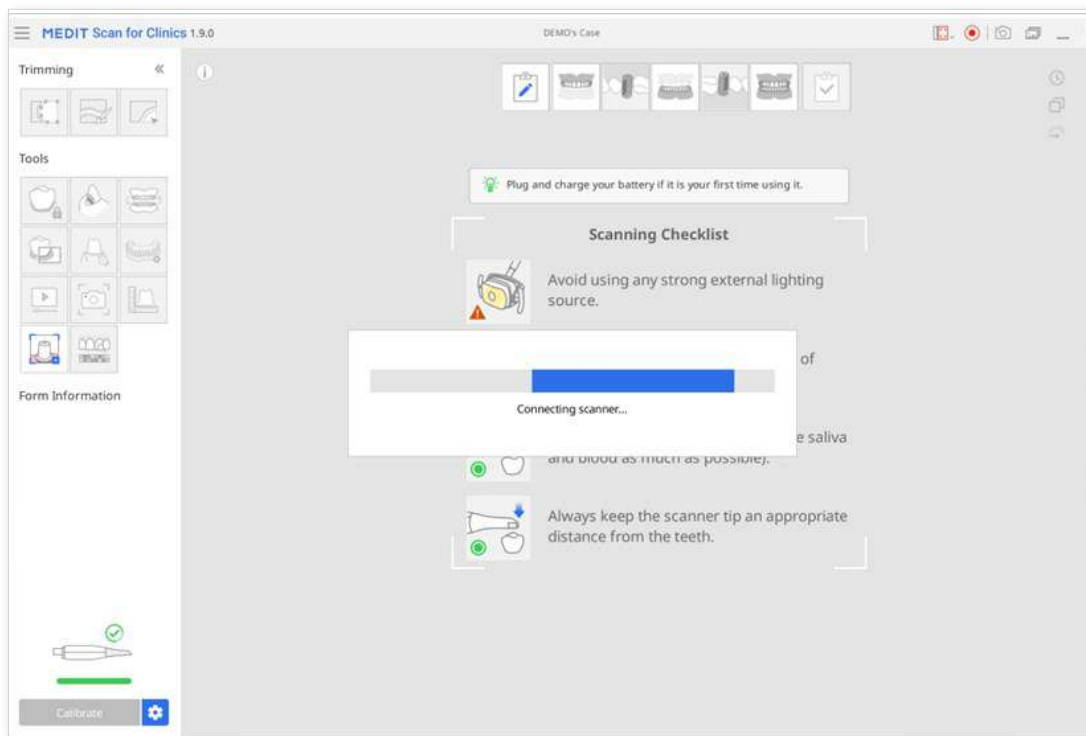 MEDIT Scan for Clinics 1.9.0
DEMO's Case
Trimming
Tools
Form Information
Calibrate
Plug and charge your battery if it is your first time using it.
Scanning Checklist
Avoid using any strong external lighting
source.
of
Connecting scanner...
e saliva
and blood as much as possible).
Always keep the scanner tip an appropriate
distance from the teeth.